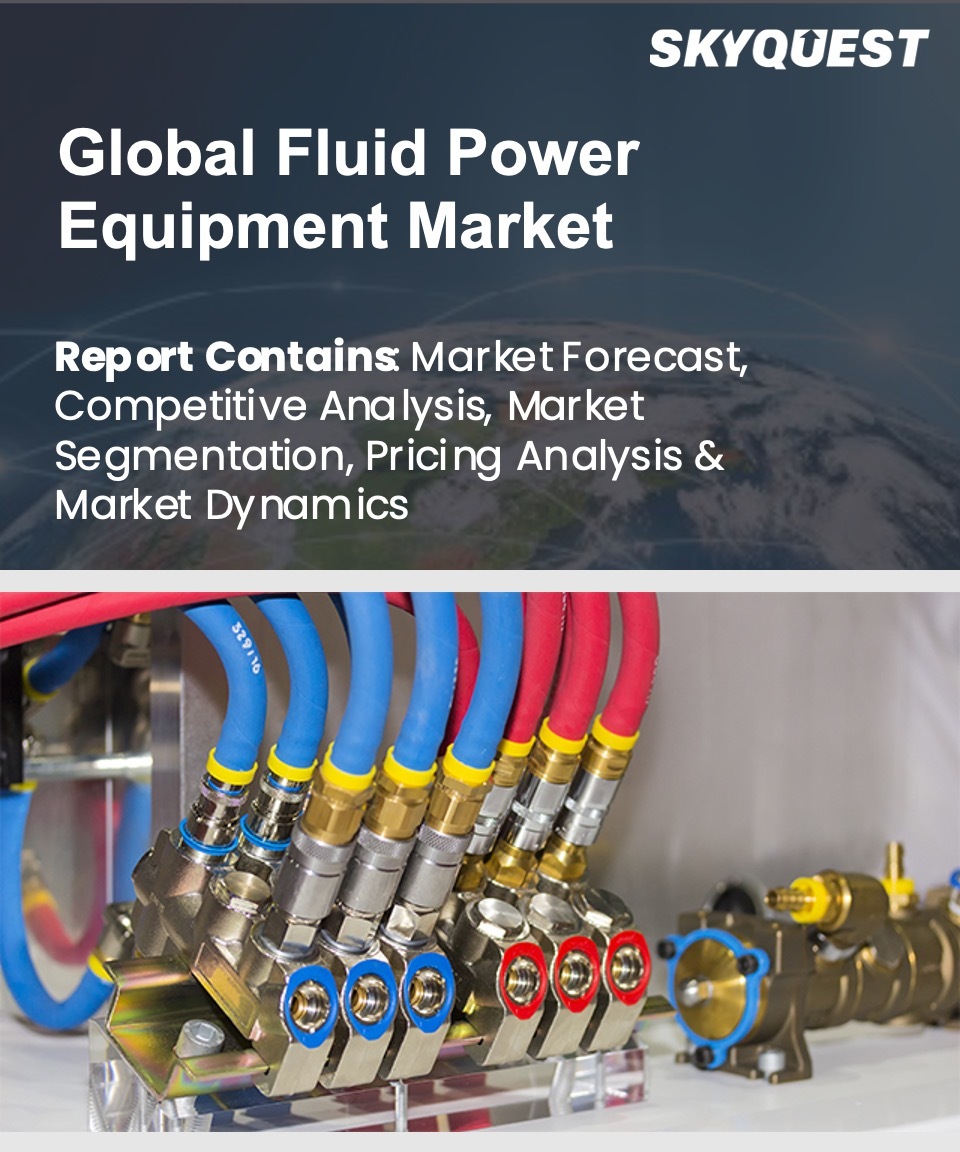 SKYQUEST
Global Fluid Power
Equipment Market
Report Contains: Market Forecast,
Competitive Analysis, Market
Segmentation, Pricing Analysis &
Market Dynamics